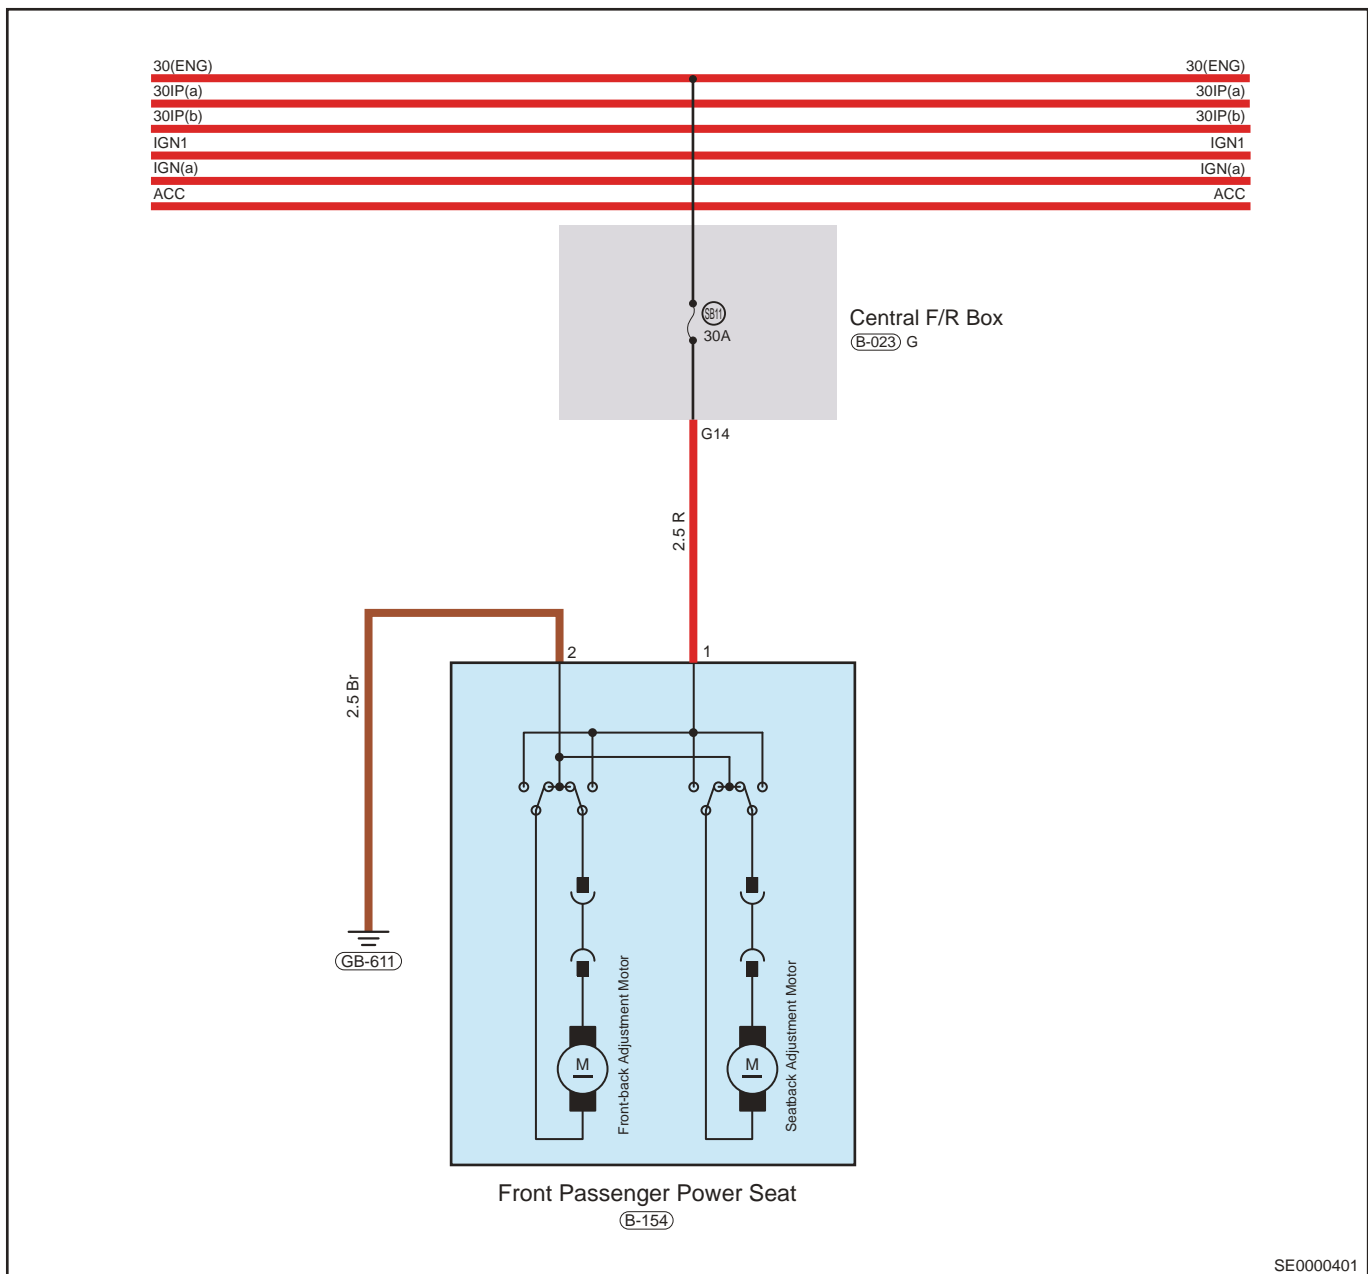 30(ENG) 30(ENG)
30IP(a) 30IP(a)
30IP(b) 30IP(b)
IGN1 IGN1
IGN(a) IGN(a)
ACC ACC
SB11
30A
Central F/R Box
B-023 G
G14
2.5 R
2 1
2.5 Br
GB-611
M M
Front-back Adjustment Motor
Seatback Adjustment Motor
Front Passenger Power Seat
B-154
SE0000401